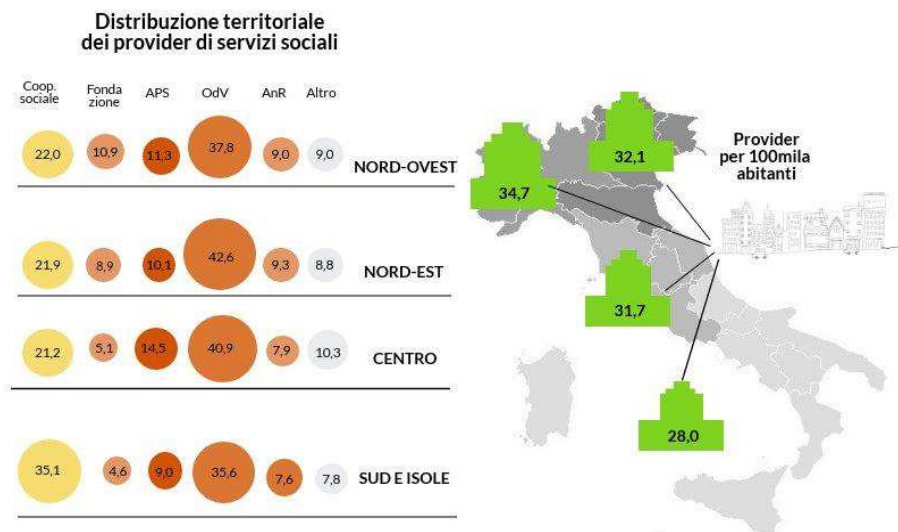 Distribuzione territoriale
dei provider di servizi sociali
Coop.
sociale
Fonda
zione
APS
OdV
AnR
Altro
22,0
10,9
11,3
37,8
9,0
9,0
NORD-OVEST
21,9
8,9
10,1
42,6
9,3
8,8
NORD-EST
21,2
5,1
14,5
40,9
7,9
10,3
CENTRO
35,1
4,6
9,0
35,6
7,6
7,8
SUD E ISOLE
Provider
per 100mila
abitanti
32,1
34,7
31,7
28,0